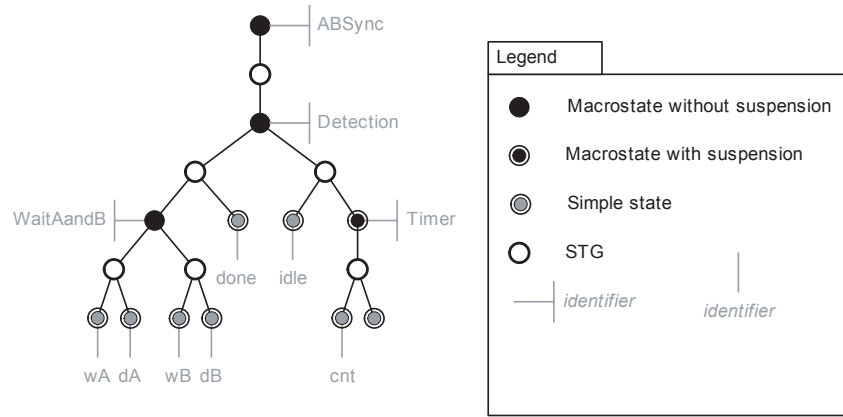 ABSync
Detection
WaitAandB
Timer
done idle
wA dA wB dB cnt
Legend
Macrostate without suspension
Macrostate with suspension
Simple state
STG
identifier
identifier